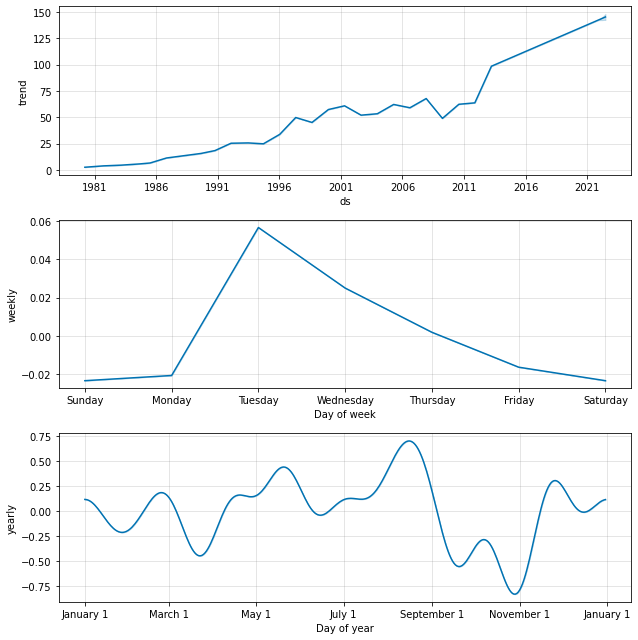 150
125
100
75
50
25
0
trend
1981 1986 1991 1996 2001 2006 2011 2016 2021
ds
0.06
0.04
0.02
0.00
−0.02
weekly
Sunday Monday Tuesday Wednesday Thursday Friday Saturday
Day of week
0.75
0.50
0.25
0.00
−0.25
−0.50
−0.75
yearly
January 1 March 1 May 1 July 1 September 1 November 1 January 1
Day of year